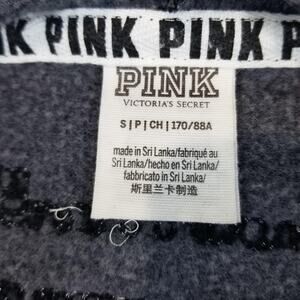 IK PINK PINK P
PINK
VICTORIA'S SECRET
S | P | CH | 170/88A
made in Sri Lanka/fabriqué au
Sri Lanka/hecho en Sri Lanka/
fabbricato in Sri Lanka
斯里兰卡制造